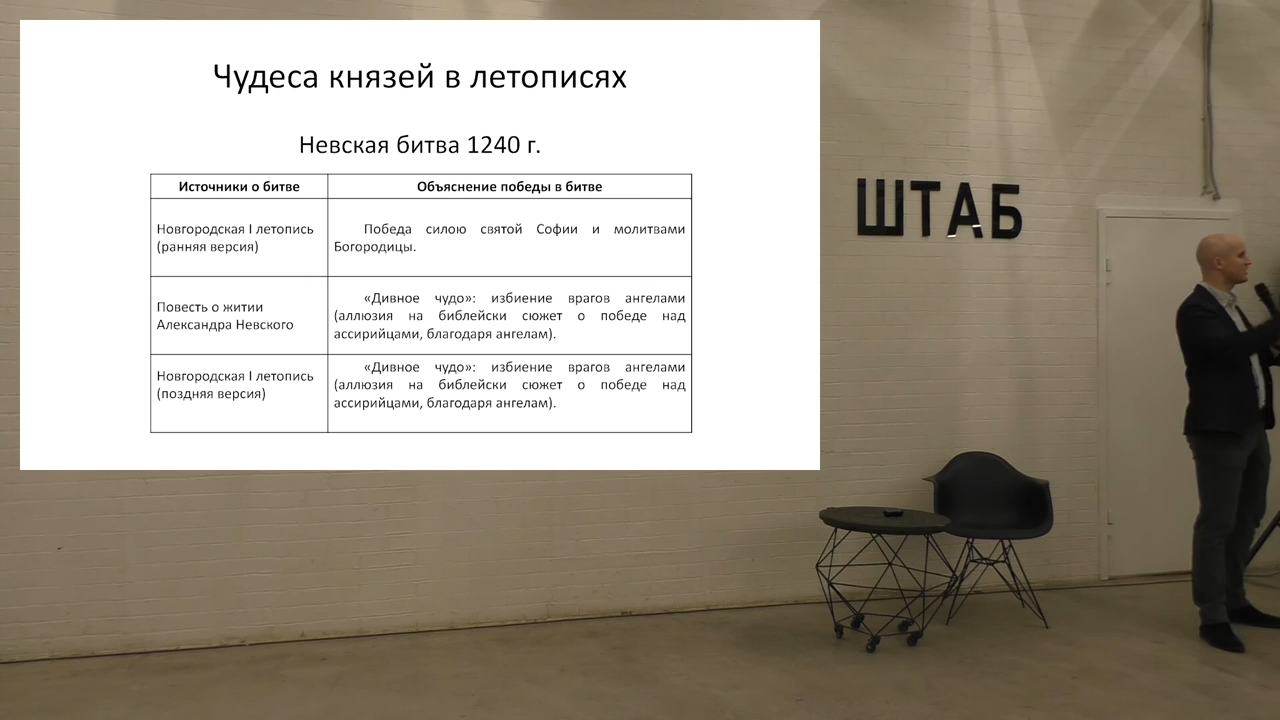 Чудеса князей в летописях
Невская битва 1240 г.
Источники о битве
Объяснение победы в битве
Новгородская I летопись
(ранняя версия)
Победа силою святой Софии и молитвами
Богородицы.
Повесть о житии
Александра Невского
«Дивное чудо»: избиение врагов ангелами
(аллюзия на библейски сюжет о победе над
ассирийцами, благодаря ангелам).
Новгородская I летопись
(поздняя версия)
«Дивное чудо»: избиение врагов ангелами
(аллюзия на библейски сюжет о победе над
ассирийцами, благодаря ангелам).
ШТАБ